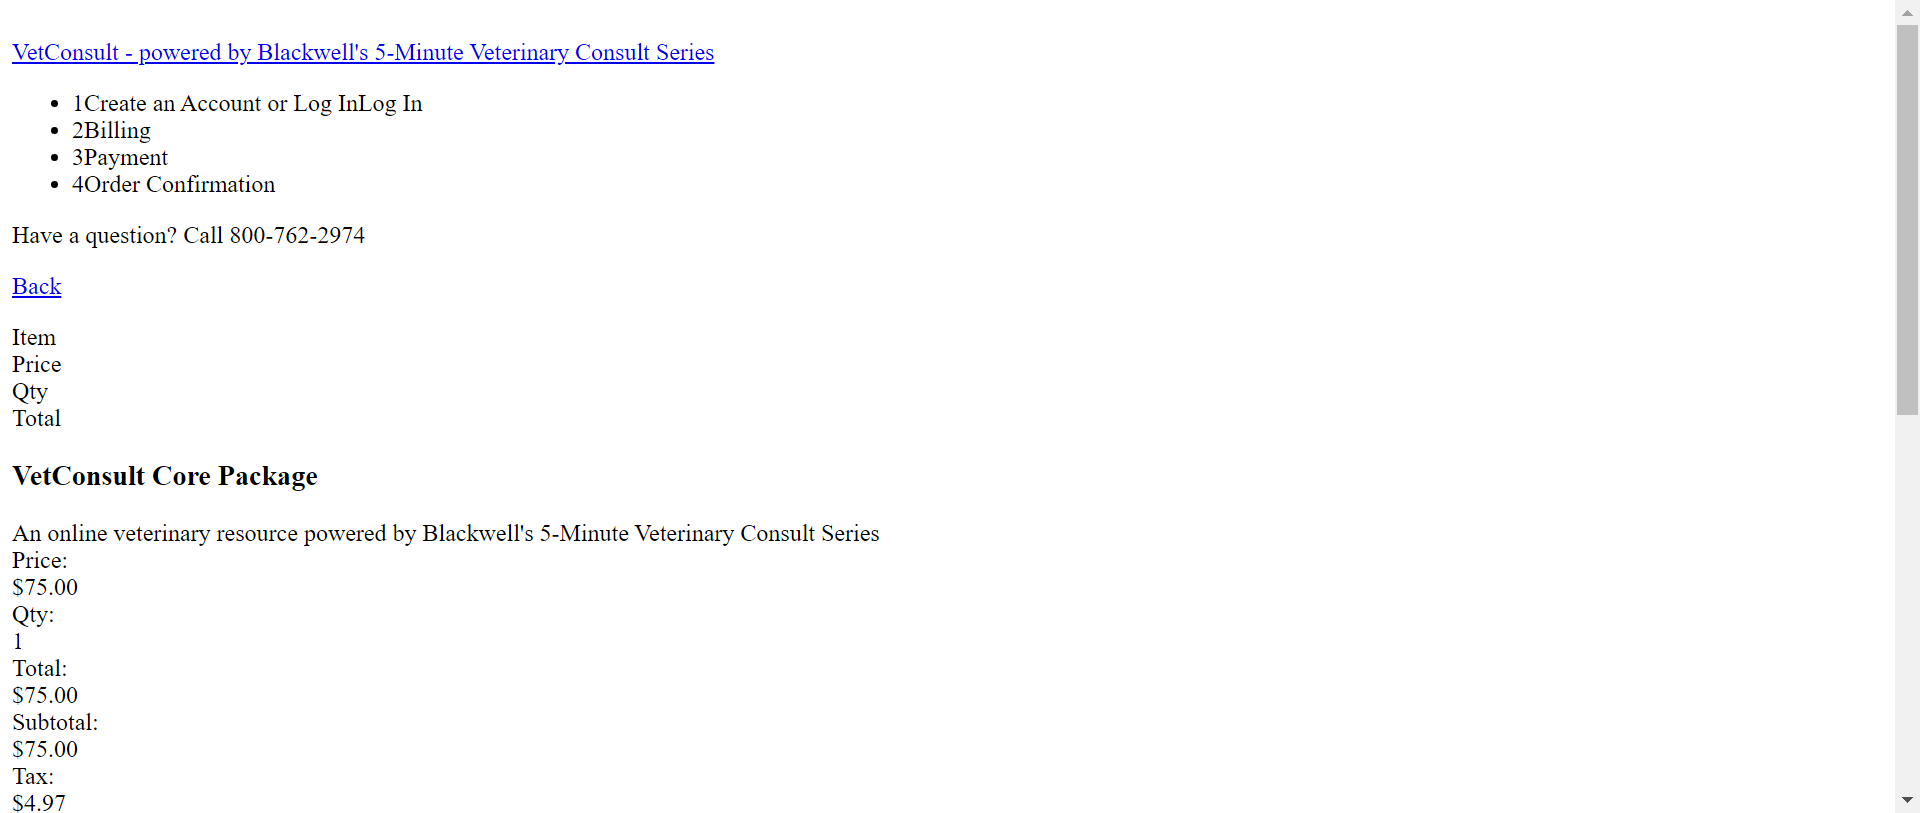 VetConsult - powered by Blackwell's 5-Minute Veterinary Consult Series
1Create an Account or Log InLog In
2Billing
3Payment
4Order Confirmation
Have a question? Call 800-762-2974
Back
Item
Price
Qty
Total
VetConsult Core Package
An online veterinary resource powered by Blackwell's 5-Minute Veterinary Consult Series
Price:
$75.00
Qty:
1
Total:
$75.00
Subtotal:
$75.00
Tax:
$4.97